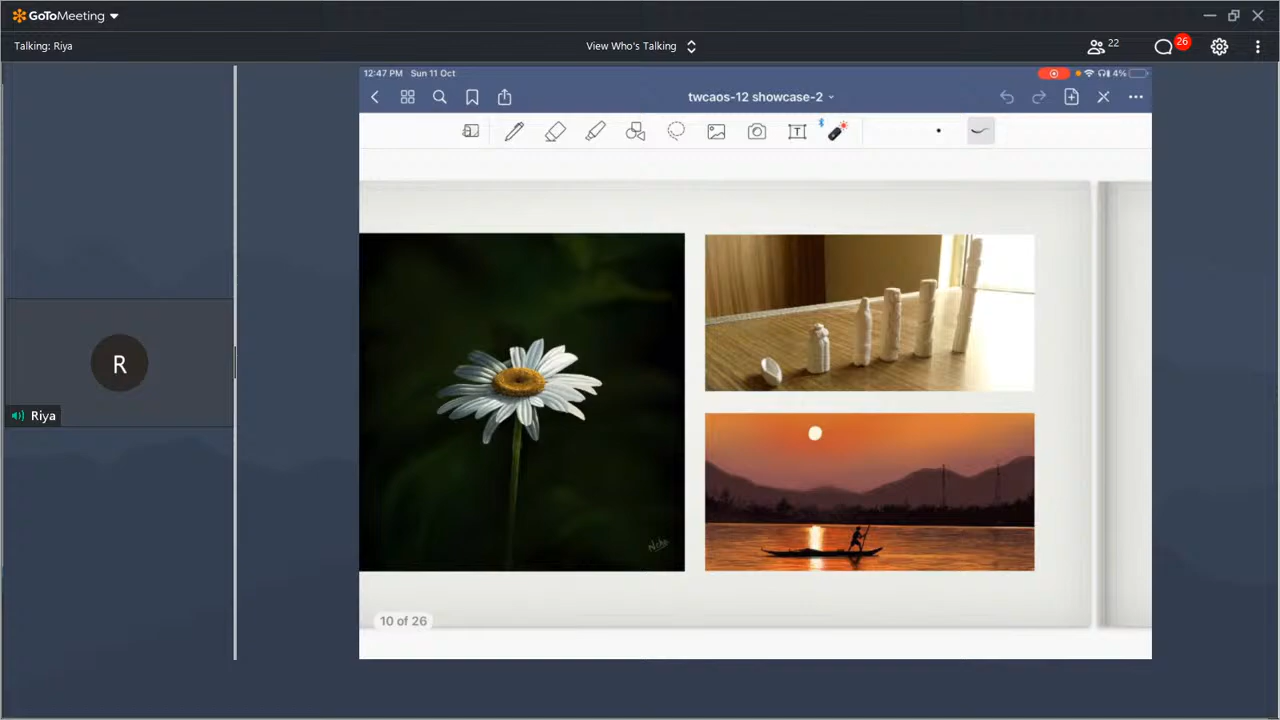 GoToMeeting
Talking: Riya
View Who's Talking
22
26
12:47 PM Sun 11 Oct
4%
twcaos-12 showcase-2
T
R
Riya
10 of 26